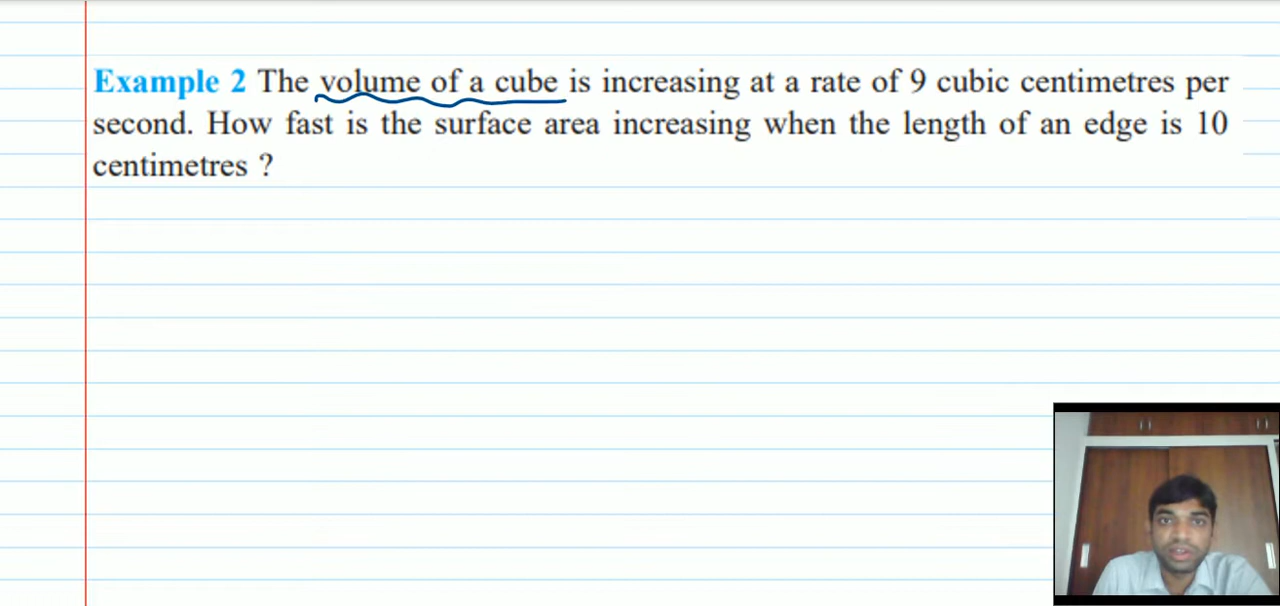 Example 2 The volume of a cube is increasing at a rate of 9 cubic centimetres per
second. How fast is the surface area increasing when the length of an edge is 10
centimetres ?